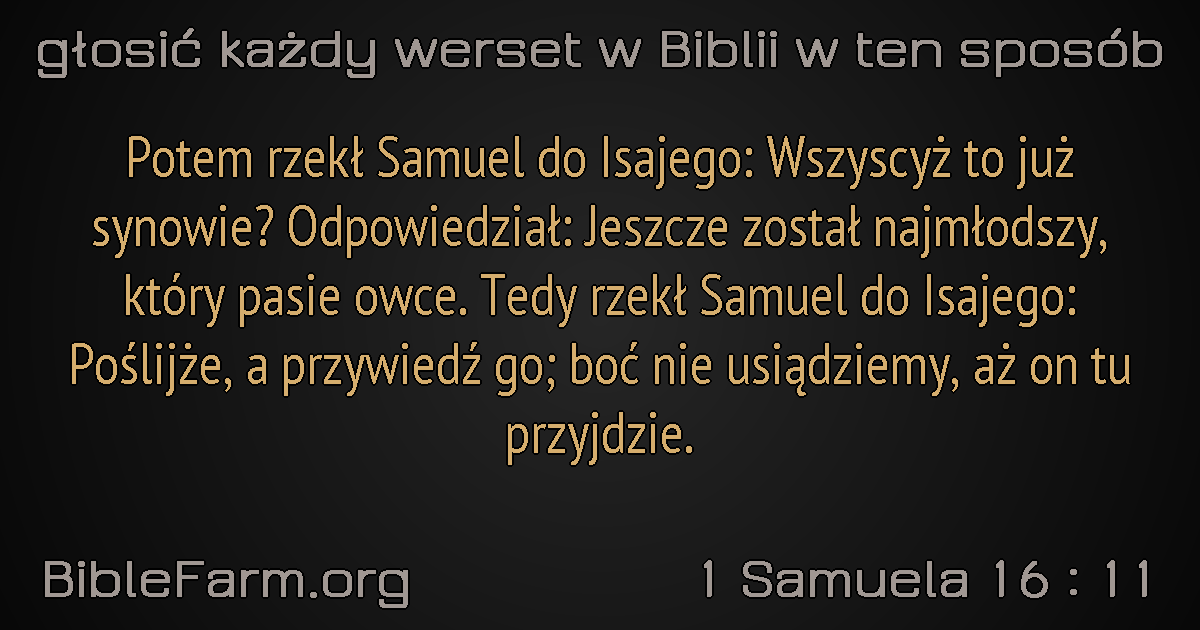 głosić każdy werset w Biblii w ten sposób
Potem rzekł Samuel do Isajego: Wszyscyż to już
synowie? Odpowiedział: Jeszcze został najmłodszy,
który pasie owce. Tedy rzekł Samuel do Isajego:
Poślijże, a przywiedź go; boć nie usiądziemy, aż on tu
przyjdzie.
BibleFarm.org
1 Samuela 16 : 11